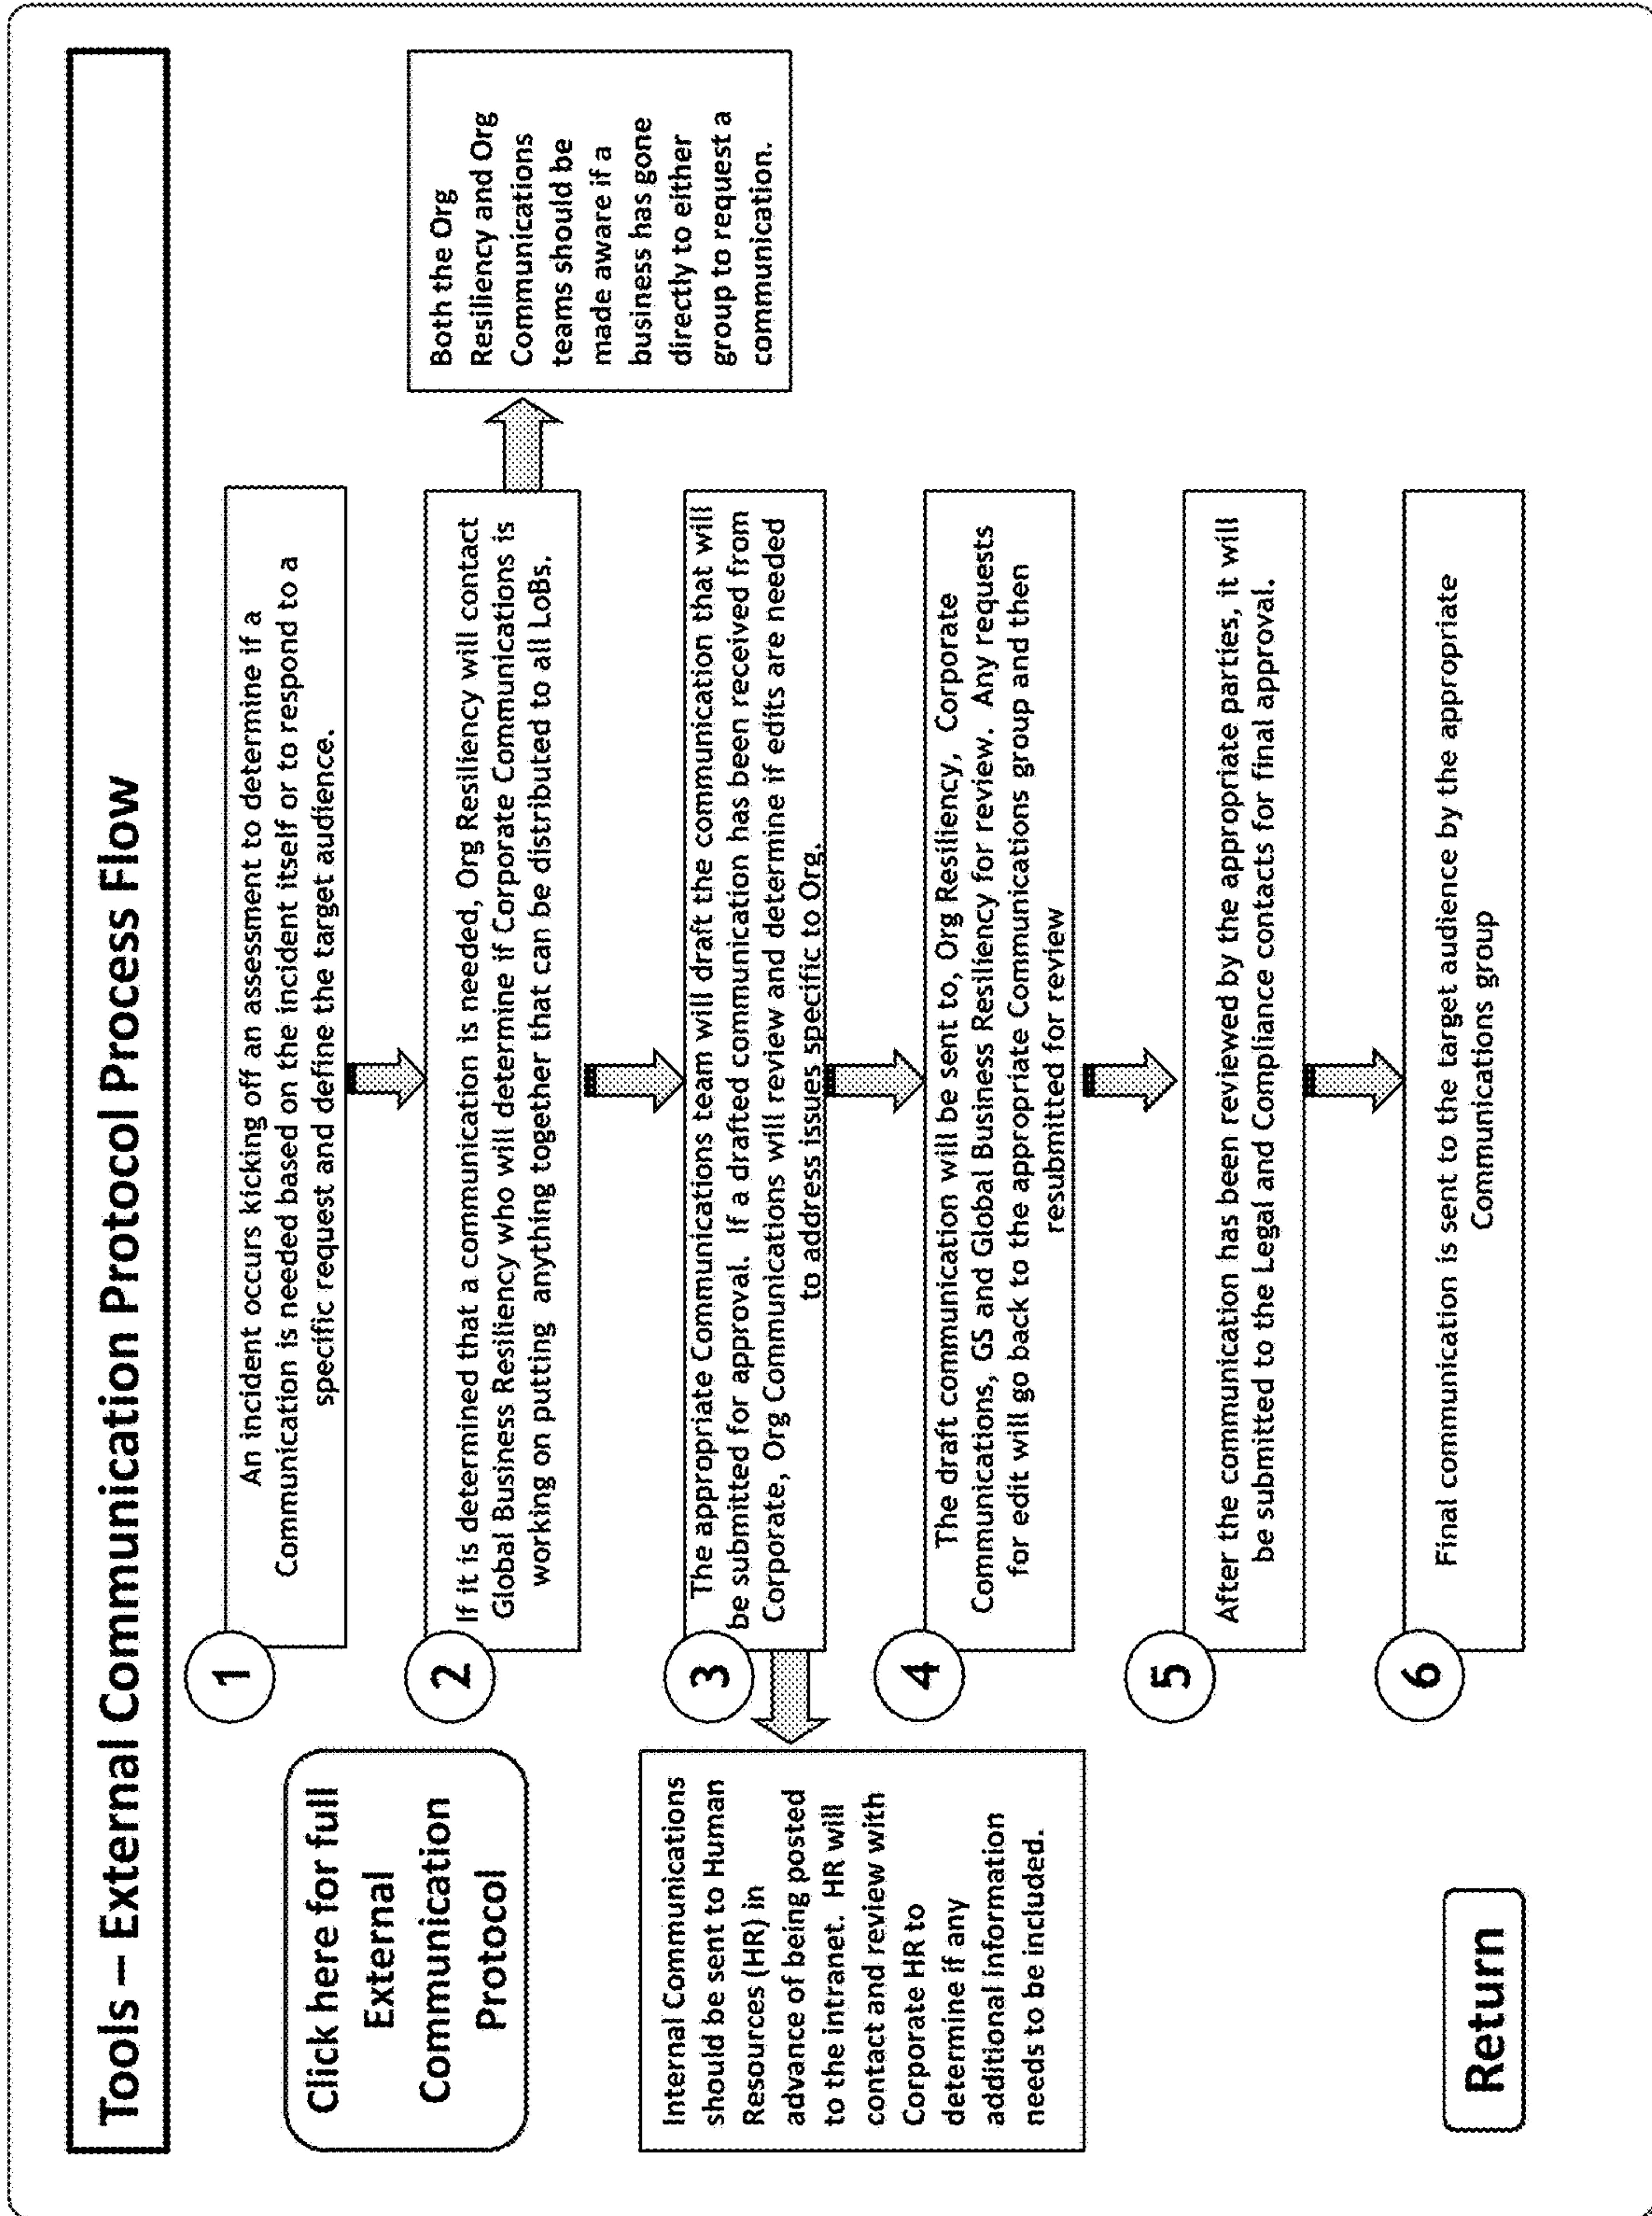 Tools – External Communication Protocol Process Flow
Click here for full
External
Communication
Protocol
1
An incident occurs kicking off an assessment to determine if a
Communication is needed based on the incident itself or to respond to a
specific request and define the target audience.
2
If it is determined that a communication is needed, Org Resiliency will contact
Global Business Resiliency who will determine if Corporate Communications is
working on putting anything together that can be distributed to all LoBs.
Both the Org
Resiliency and Org
Communications
teams should be
made aware if a
business has gone
directly to either
group to request a
communication.
3
The appropriate Communications team will draft the communication that will
be submitted for approval. If a drafted communication has been received from
Corporate, Org Communications will review and determine if edits are needed
to address issues specific to Org.
Internal Communications
should be sent to Human
Resources (HR) in
advance of being posted
to the intranet. HR will
contact and review with
Corporate HR to
determine if any
additional information
needs to be included.
4
The draft communication will be sent to, Org Resiliency, Corporate
Communications, GS and Global Business Resiliency for review. Any requests
for edit will go back to the appropriate Communications group and then
resubmitted for review
5
After the communication has been reviewed by the appropriate parties, it will
be submitted to the Legal and Compliance contacts for final approval.
6
Final communication is sent to the target audience by the appropriate
Communications group
Return